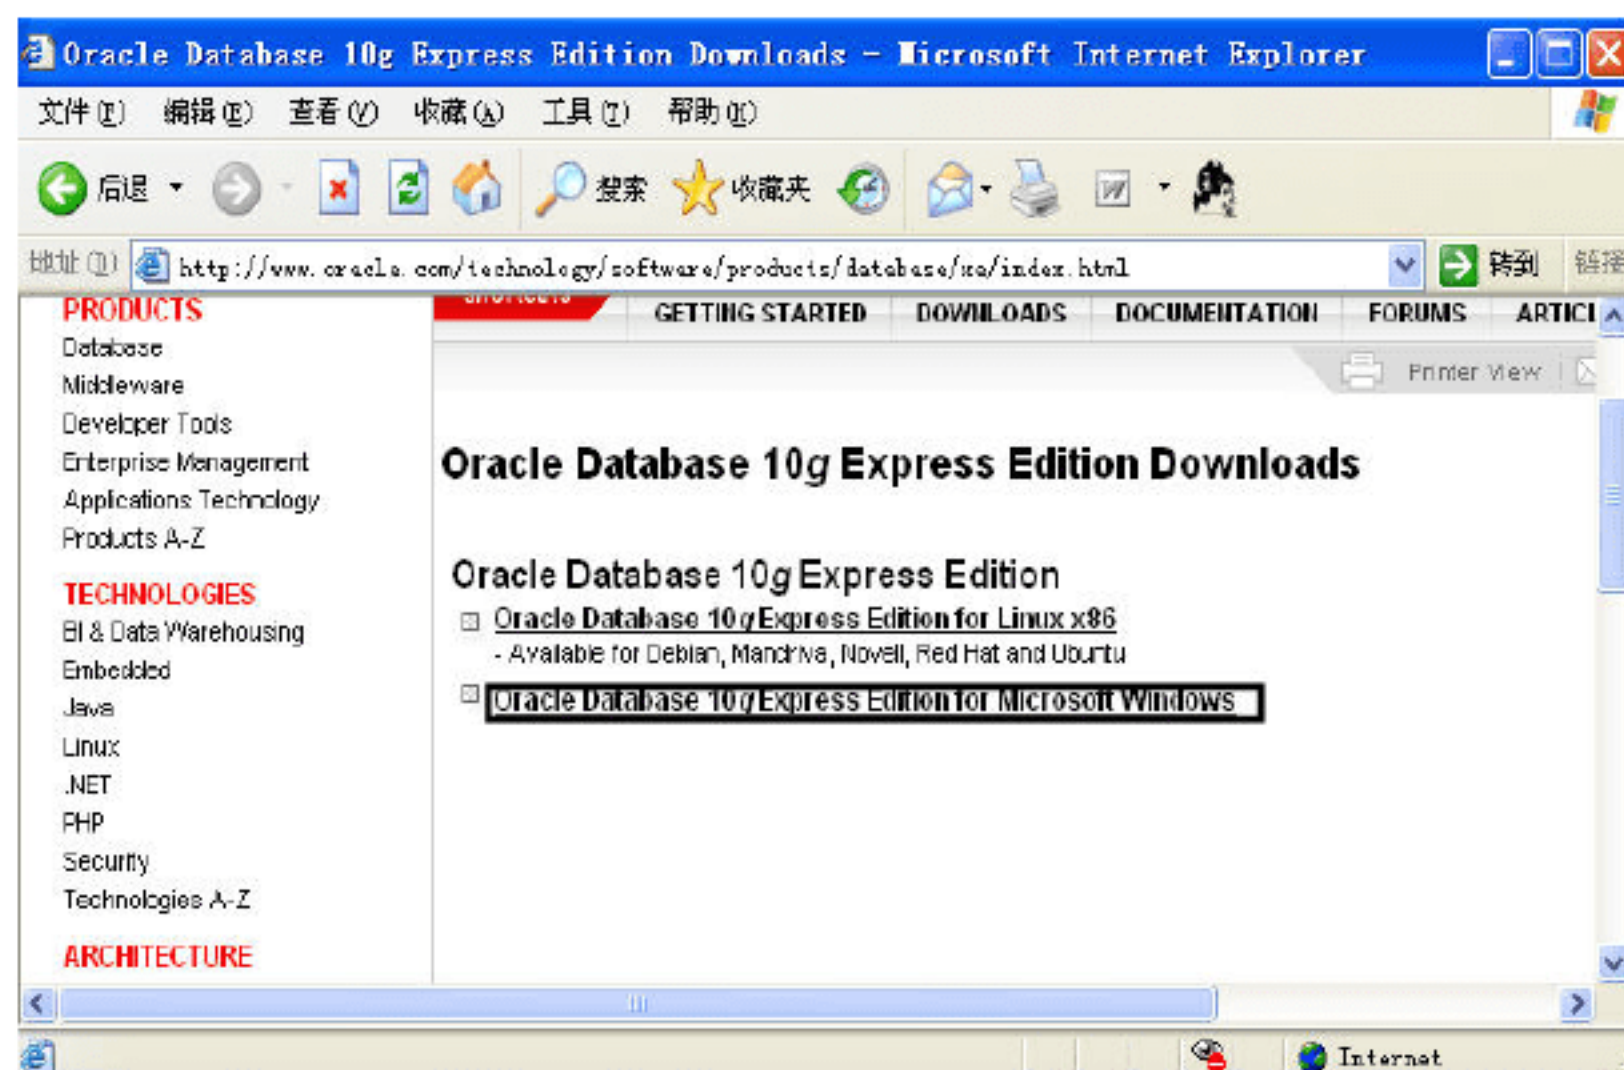 Oracle Database 10g Express Edition Downloads - Microsoft Internet Explorer
文件(F) 编辑(E) 查看(V) 收藏(A) 工具(T) 帮助(H)
后退 搜索 收藏夹
地址(D) http://www.oracle.com/technology/software/products/database/xe/index.html 转到 链接
PRODUCTS
Database
Middleware
Developer Tools
Enterprise Management
Applications Technology
Products A-Z
TECHNOLOGIES
BI & Data Warehousing
Embedded
Java
Linux
.NET
PHP
Security
Technologies A-Z
ARCHITECTURE
GETTING STARTED DOWNLOADS DOCUMENTATION FORUMS ARTICL
Printer View
Oracle Database 10g Express Edition Downloads
Oracle Database 10g Express Edition
Oracle Database 10g Express Edition for Linux x86
- Available for Debian, Mandriva, Novell, Red Hat and Ubuntu
Oracle Database 10g Express Edition for Microsoft Windows
Internet